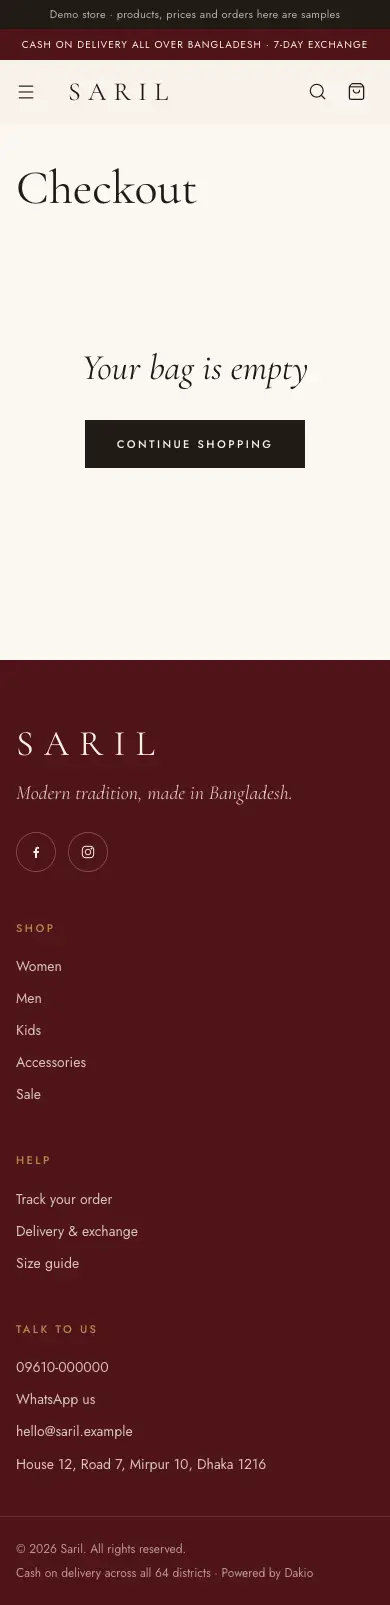 Demo store · products, prices and orders here are samples
CASH ON DELIVERY ALL OVER BANGLADESH · 7-DAY EXCHANGE
SARIL
Checkout
Your bag is empty
CONTINUE SHOPPING
SARIL
Modern tradition, made in Bangladesh.
SHOP
Women
Men
Kids
Accessories
Sale
HELP
Track your order
Delivery & exchange
Size guide
TALK TO US
09610-000000
WhatsApp us
hello@saril.example
House 12, Road 7, Mirpur 10, Dhaka 1216
© 2026 Saril. All rights reserved.
Cash on delivery across all 64 districts · Powered by Dakio